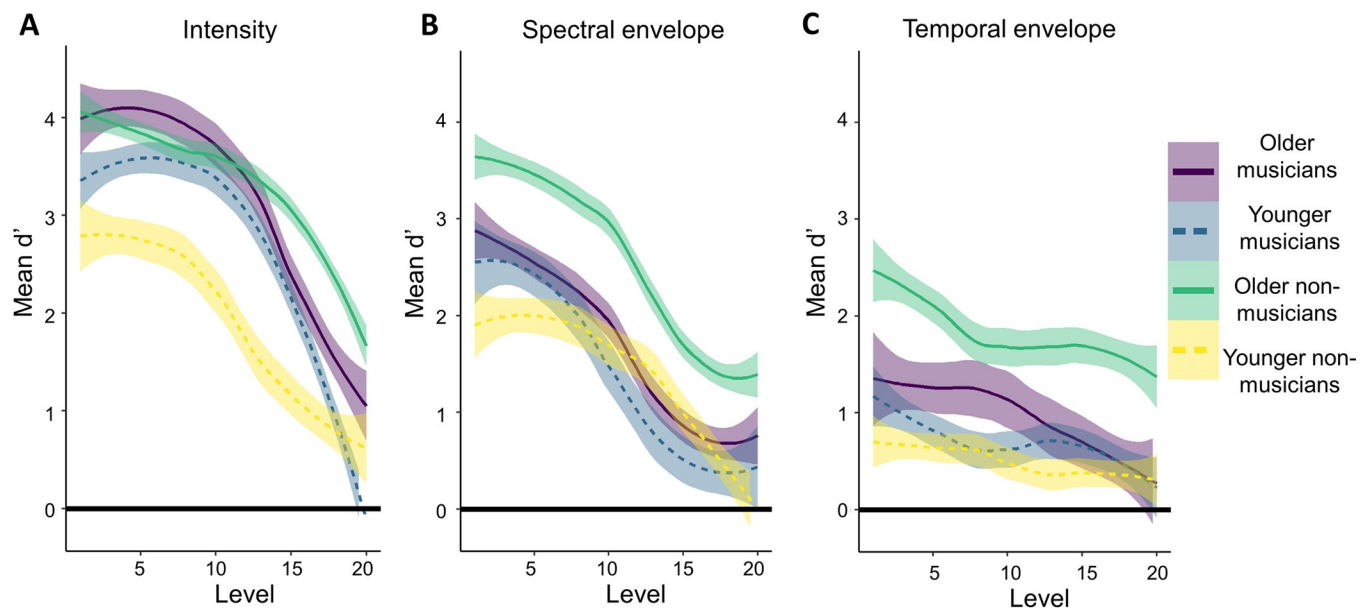 A
Intensity
Mean d'
4
3
2
1
0
5
10
15
20
Level
B
Spectral envelope
Mean d'
4
3
2
1
0
5
10
15
20
Level
C
Temporal envelope
Mean d'
4
3
2
1
0
5
10
15
20
Level
Older
musicians
Younger
musicians
Older non-
musicians
Younger non-
musicians